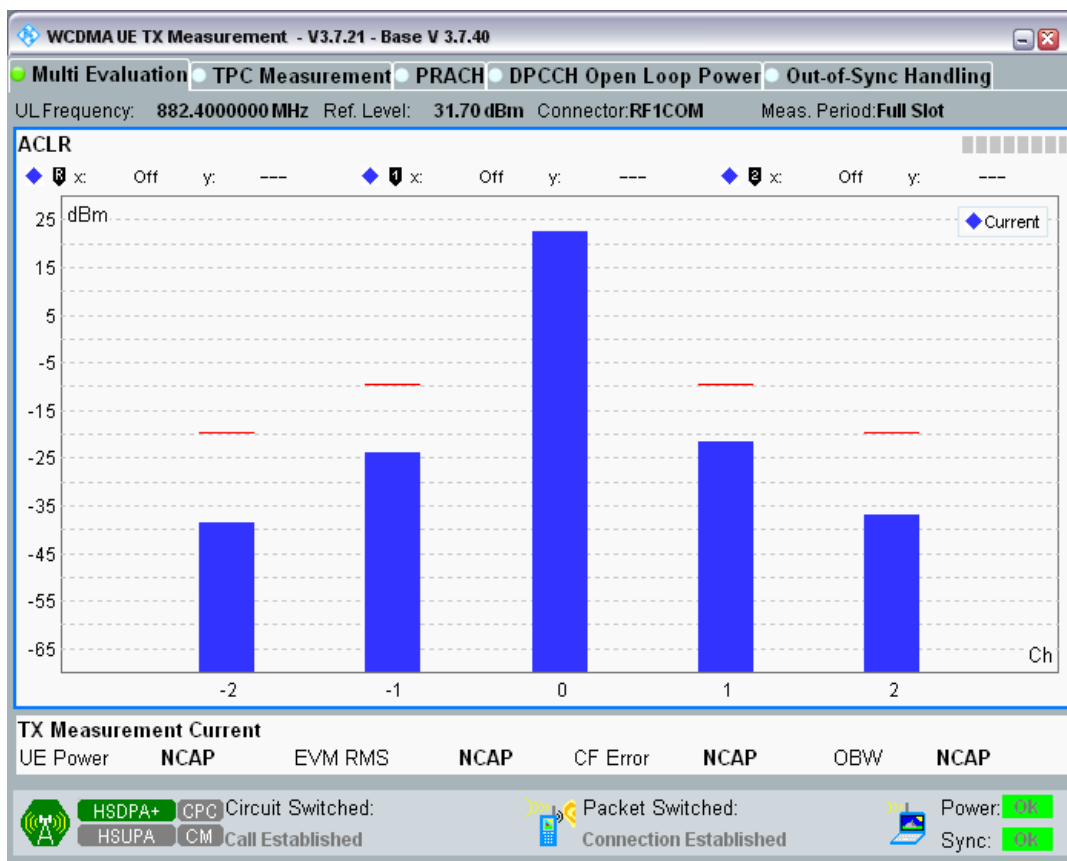 WCDMA UE TX Measurement - V3.7.21 - Base V 3.7.40
Multi Evaluation TPC Measurement PRACH DPCCH Open Loop Power Out-of-Sync Handling
UL Frequency: 882.4000000 MHz Ref. Level: 31.70 dBm Connector:RF1COM Meas. Period:Full Slot
ACLR
R x: Off y: --- 1 x: Off y: --- 2 x: Off y: ---
dBm
Current
25
15
5
-5
-15
-25
-35
-45
-55
-65
Ch
-2 -1 0 1 2
TX Measurement Current
UE Power NCAP EVM RMS NCAP CF Error NCAP OBW NCAP
HSDPA+ CPC Circuit Switched: Packet Switched: Power: Ok
HSUPA CM Call Established Connection Established Sync: Ok